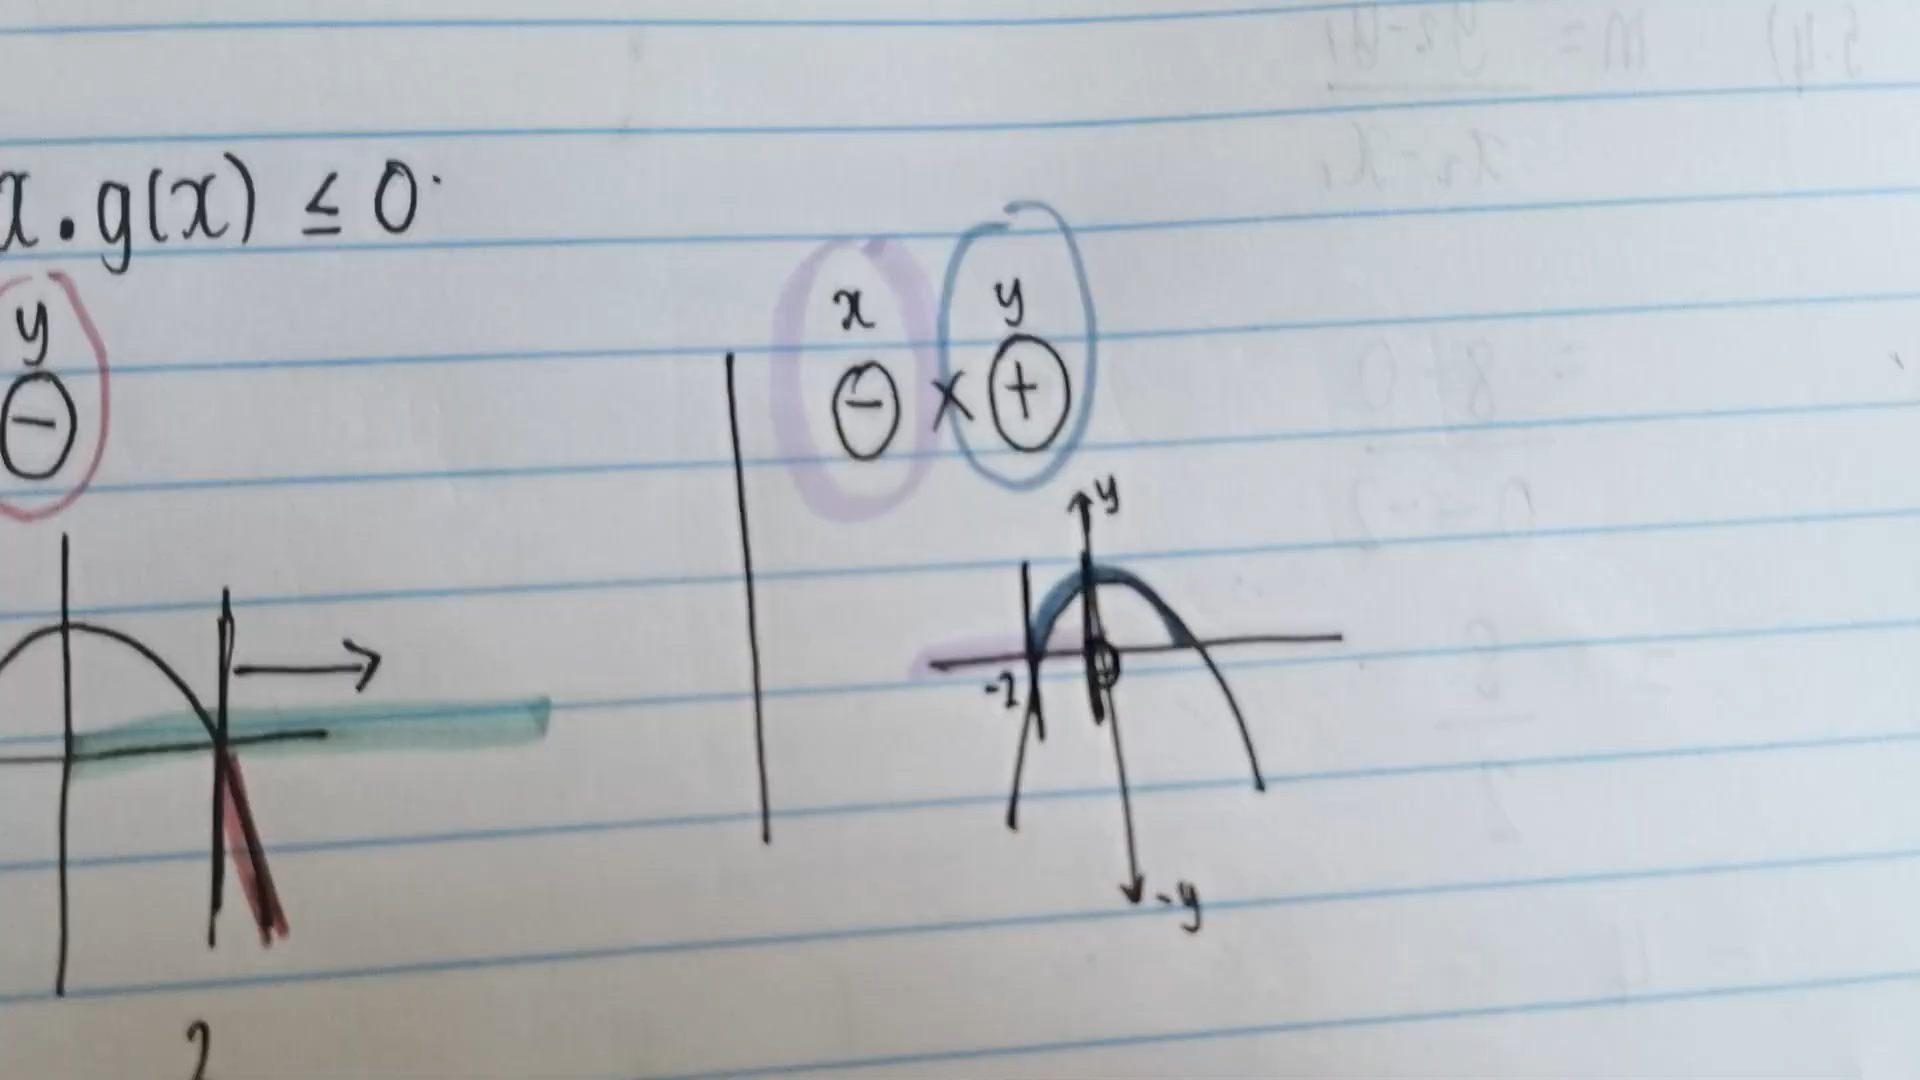 x . g(x) ≤ 0
y
⊖
x y
⊖ × ⊕
y
-2
0
-y
2